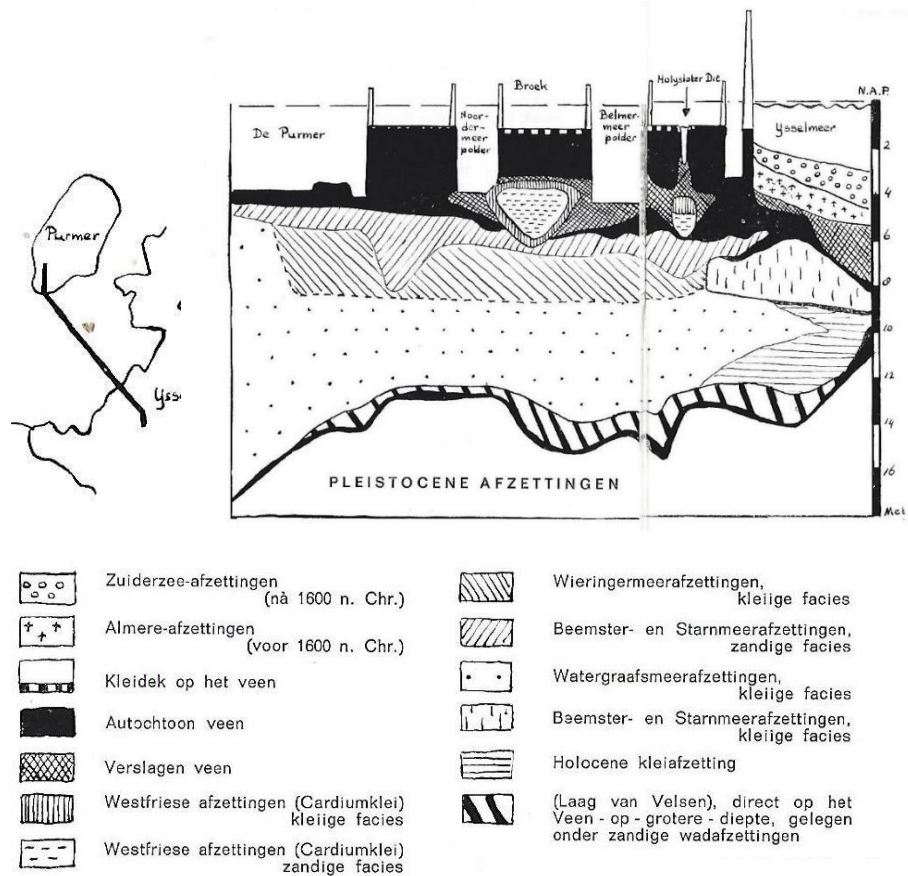 Purmer
Ysse
De Purmer
Noor-
der-
meer
polder
Broek
Belmer-
meer
polder
Holysloter Die
Ysselmeer
N.A.P.
2
4
6
8
10
12
14
16
Met
PLEISTOCENE AFZETTINGEN
Zuiderzee-afzettingen
(nà 1600 n. Chr.)
Almere-afzettingen
(voor 1600 n. Chr.)
Kleidek op het veen
Autochtoon veen
Verslagen veen
Westfriese afzettingen (Cardiumklei)
kleiige facies
Westfriese afzettingen (Cardiumklei)
zandige facies
Wieringermeerafzettingen,
kleiige facies
Beemster- en Starnmeerafzettingen,
zandige facies
Watergraafsmeerafzettingen,
kleiige facies
Beemster- en Starnmeerafzettingen,
kleiige facies
Holocene kleiafzetting
(Laag van Velsen), direct op het
Veen - op - grotere - diepte, gelegen
onder zandige wadafzettingen